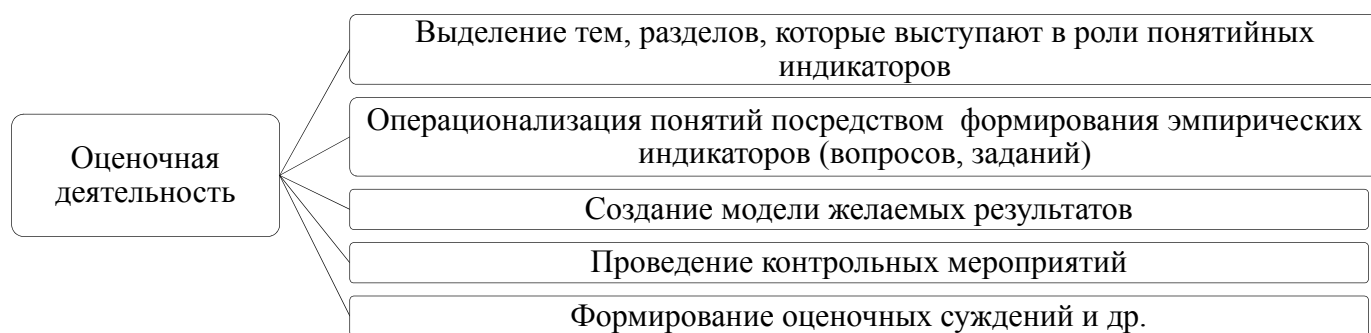 Оценочная
деятельность
Выделение тем, разделов, которые выступают в роли понятийных
индикаторов
Операционализация понятий посредством формирования эмпирических
индикаторов (вопросов, заданий)
Создание модели желаемых результатов
Проведение контрольных мероприятий
Формирование оценочных суждений и др.